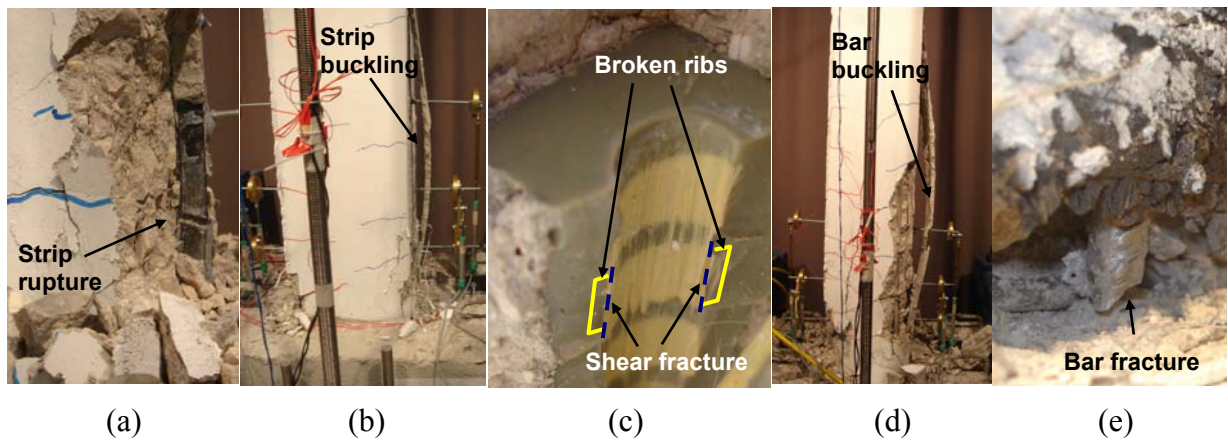 Strip
rupture
Strip
buckling
Broken ribs
Shear fracture
Bar
buckling
Bar fracture
(a)
(b)
(c)
(d)
(e)